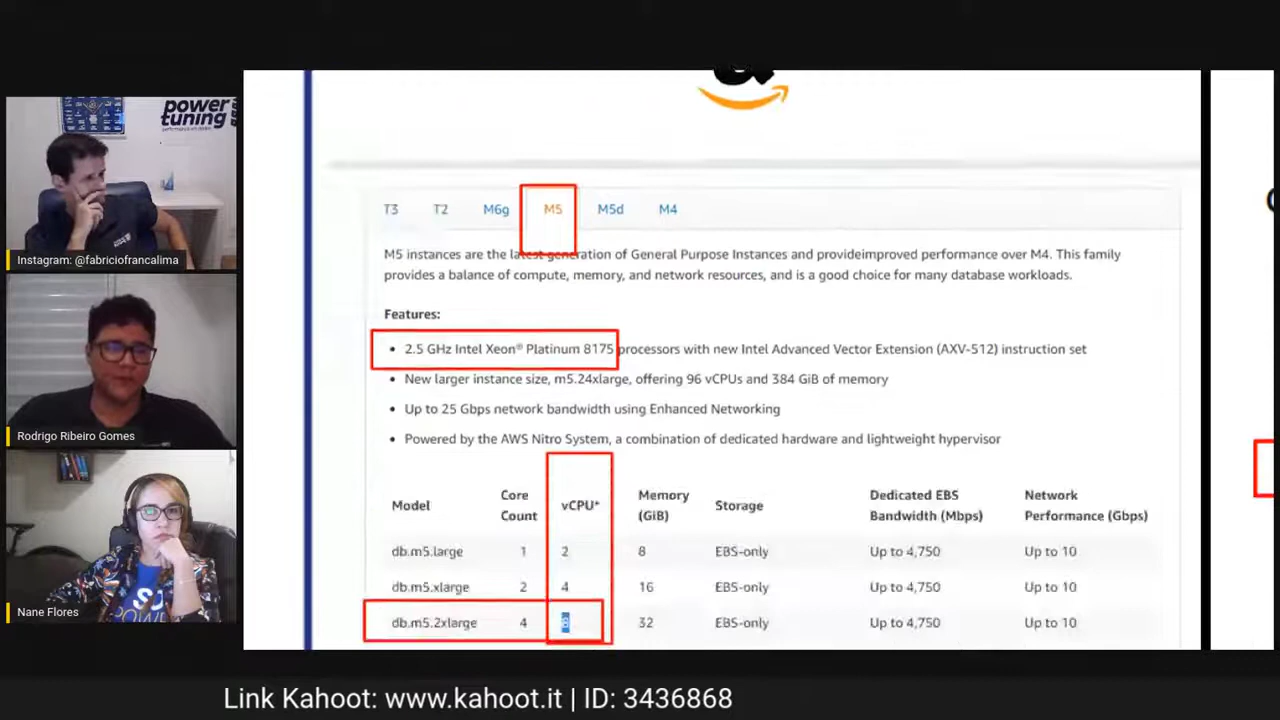 power
tuning
Instagram: @fabriciofrancalima
Rodrigo Ribeiro Gomes
Nane Flores
T3 T2 M6g M5 M5d M4
M5 instances are the latest generation of General Purpose Instances and provideimproved performance over M4. This family
provides a balance of compute, memory, and network resources, and is a good choice for many database workloads.
Features:
• 2.5 GHz Intel Xeon® Platinum 8175 processors with new Intel Advanced Vector Extension (AXV-512) instruction set
• New larger instance size, m5.24xlarge, offering 96 vCPUs and 384 GiB of memory
• Up to 25 Gbps network bandwidth using Enhanced Networking
• Powered by the AWS Nitro System, a combination of dedicated hardware and lightweight hypervisor
Model Core Count vCPU* Memory (GiB) Storage Dedicated EBS Bandwidth (Mbps) Network Performance (Gbps)
db.m5.large 1 2 8 EBS-only Up to 4,750 Up to 10
db.m5.xlarge 2 4 16 EBS-only Up to 4,750 Up to 10
db.m5.2xlarge 4 8 32 EBS-only Up to 4,750 Up to 10
Link Kahoot: www.kahoot.it | ID: 3436868